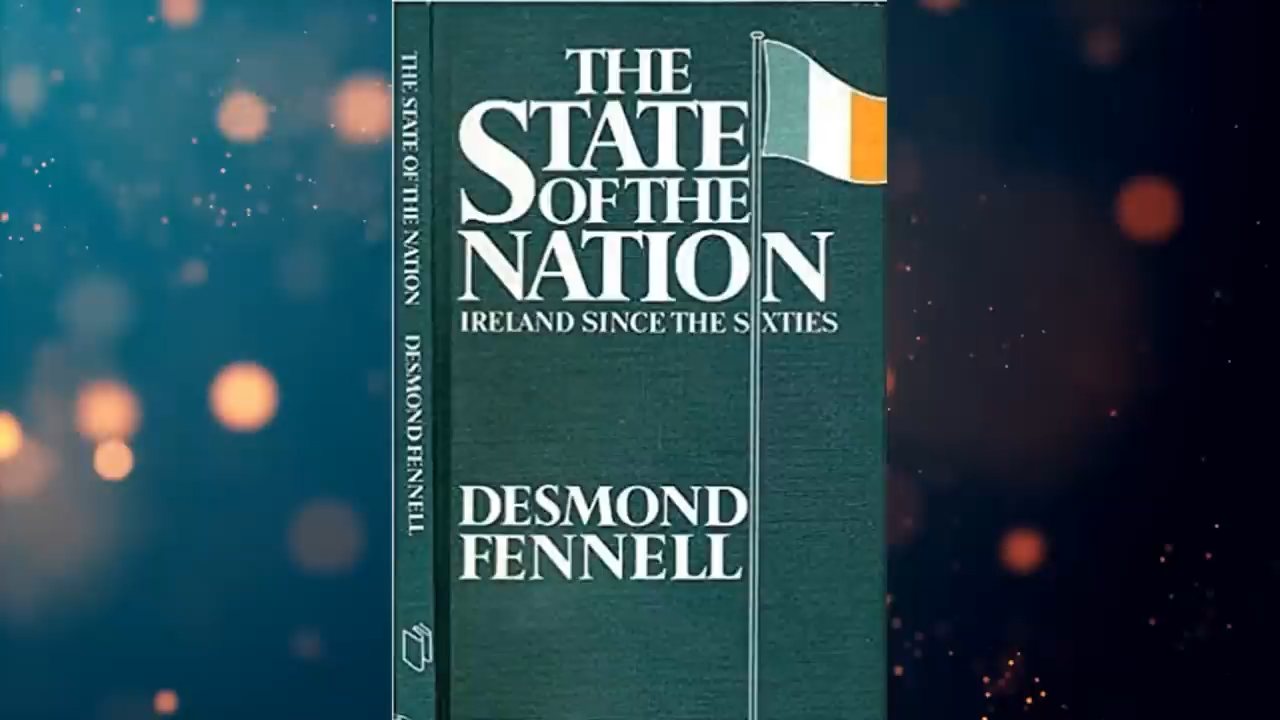 THE STATE OF THE NATION DESMOND FENNELL
THE
STATE
OF THE
NATION
IRELAND SINCE THE SIXTIES
DESMOND
FENNELL